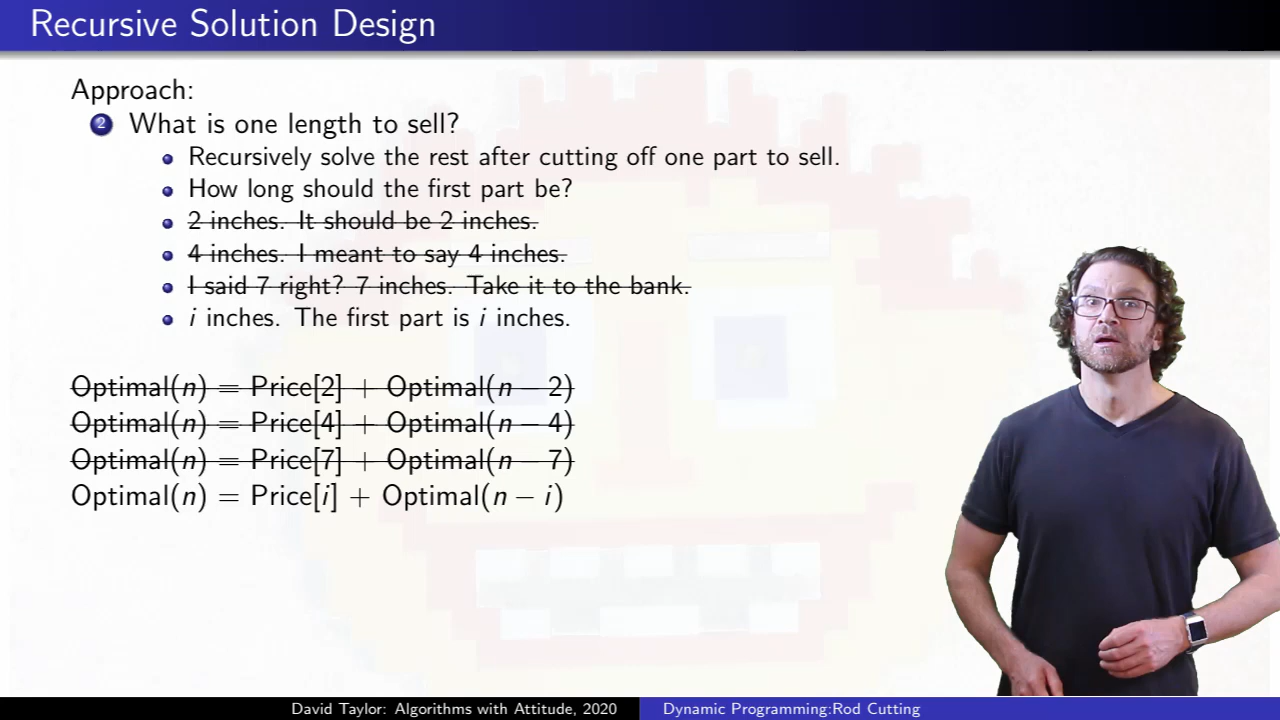 Recursive Solution Design
Approach:
2 What is one length to sell?
• Recursively solve the rest after cutting off one part to sell.
• How long should the first part be?
• 2 inches. It should be 2 inches.
• 4 inches. I meant to say 4 inches.
• I said 7 right? 7 inches. Take it to the bank.
• i inches. The first part is i inches.
Optimal(n) = Price[2] + Optimal(n − 2)
Optimal(n) = Price[4] + Optimal(n − 4)
Optimal(n) = Price[7] + Optimal(n − 7)
Optimal(n) = Price[i] + Optimal(n − i)
David Taylor: Algorithms with Attitude, 2020 Dynamic Programming:Rod Cutting